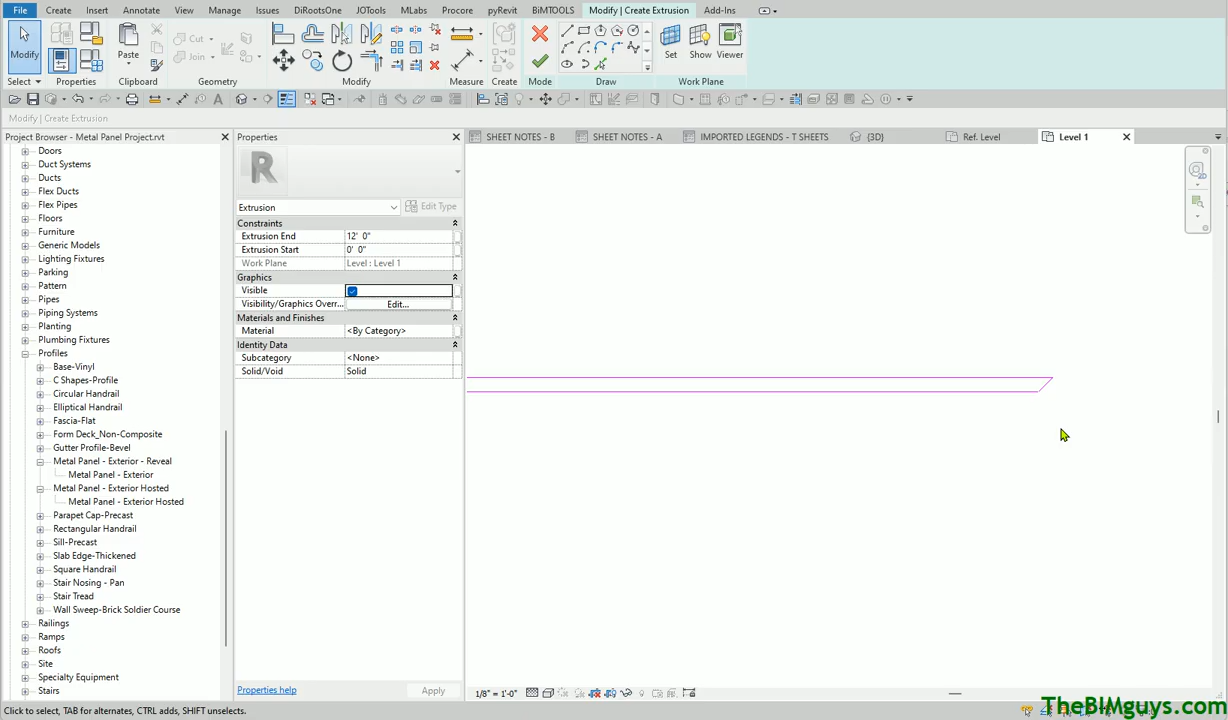 File Create Insert Annotate View Manage Issues DiRootsOne JOTools MLabs Procore pyRevit BiMTOOLS Modify | Create Extrusion Add-Ins
Modify Paste Cut Join Set Show Viewer
Select Properties Clipboard Geometry Modify Measure Create Mode Draw Work Plane
Modify | Create Extrusion
Project Browser - Metal Panel Project.rvt
Doors
Duct Systems
Ducts
Flex Ducts
Flex Pipes
Floors
Furniture
Generic Models
Lighting Fixtures
Parking
Pattern
Pipes
Piping Systems
Planting
Plumbing Fixtures
Profiles
Base-Vinyl
C Shapes-Profile
Circular Handrail
Elliptical Handrail
Fascia-Flat
Form Deck_Non-Composite
Gutter Profile-Bevel
Metal Panel - Exterior - Reveal
Metal Panel - Exterior
Metal Panel - Exterior Hosted
Metal Panel - Exterior Hosted
Parapet Cap-Precast
Rectangular Handrail
Sill-Precast
Slab Edge-Thickened
Square Handrail
Stair Nosing - Pan
Stair Tread
Wall Sweep-Brick Soldier Course
Railings
Ramps
Roofs
Site
Specialty Equipment
Stairs
Properties
R
Extrusion Edit Type
Constraints
Extrusion End 12' 0"
Extrusion Start 0' 0"
Work Plane Level : Level 1
Graphics
Visible
Visibility/Graphics Overr... Edit...
Materials and Finishes
Material <By Category>
Identity Data
Subcategory <None>
Solid/Void Solid
Properties help Apply
SHEET NOTES - B SHEET NOTES - A IMPORTED LEGENDS - T SHEETS {3D} Ref. Level Level 1
2D
1/8" = 1'-0"
Click to select, TAB for alternates, CTRL adds, SHIFT unselects.
TheBIMguys.com